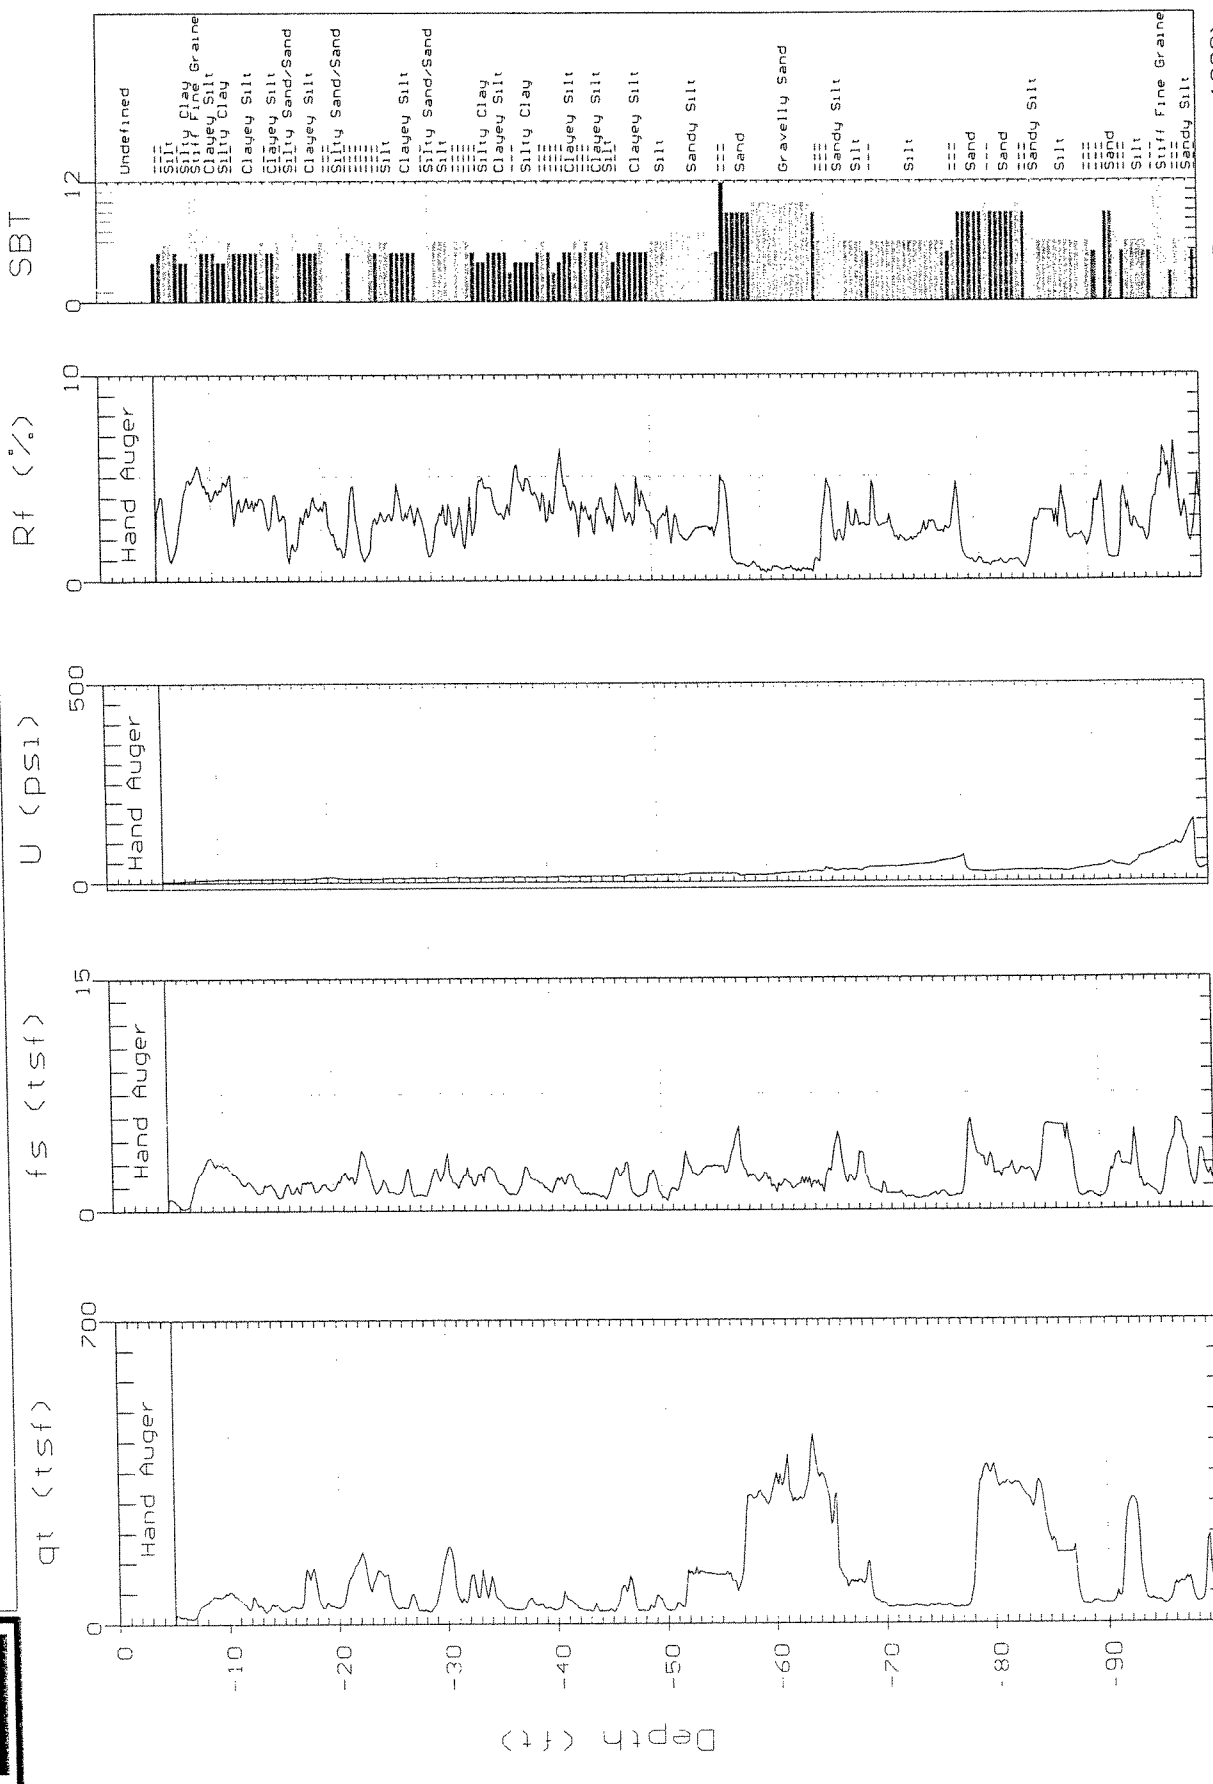 qt (tsf)
0
700
Hand Auger
fs (tsf)
0
15
Hand Auger
U (psi)
0
500
Hand Auger
Rf (%)
0
10
Hand Auger
SBT
0
12
Depth (ft)
0
-10
-20
-30
-40
-50
-60
-70
-80
-90
Undefined
Silt
Silty Clay
Stiff Fine Graine
Clayey Silt
Silty Clay
Clayey Silt
Clayey Silt
Silty Sand/Sand
Clayey Silt
Silty Sand/Sand
Silt
Clayey Silt
Silty Sand/Sand
Silt
Silty Clay
Clayey Silt
Silty Clay
Clayey Silt
Clayey Silt
Silt
Clayey Silt
Silt
Sandy Silt
Sand
Gravelly Sand
Sandy Silt
Silt
Silt
Sand
Sand
Sandy Silt
Silt
Sand
Silt
Stiff Fine Graine
Sandy Silt